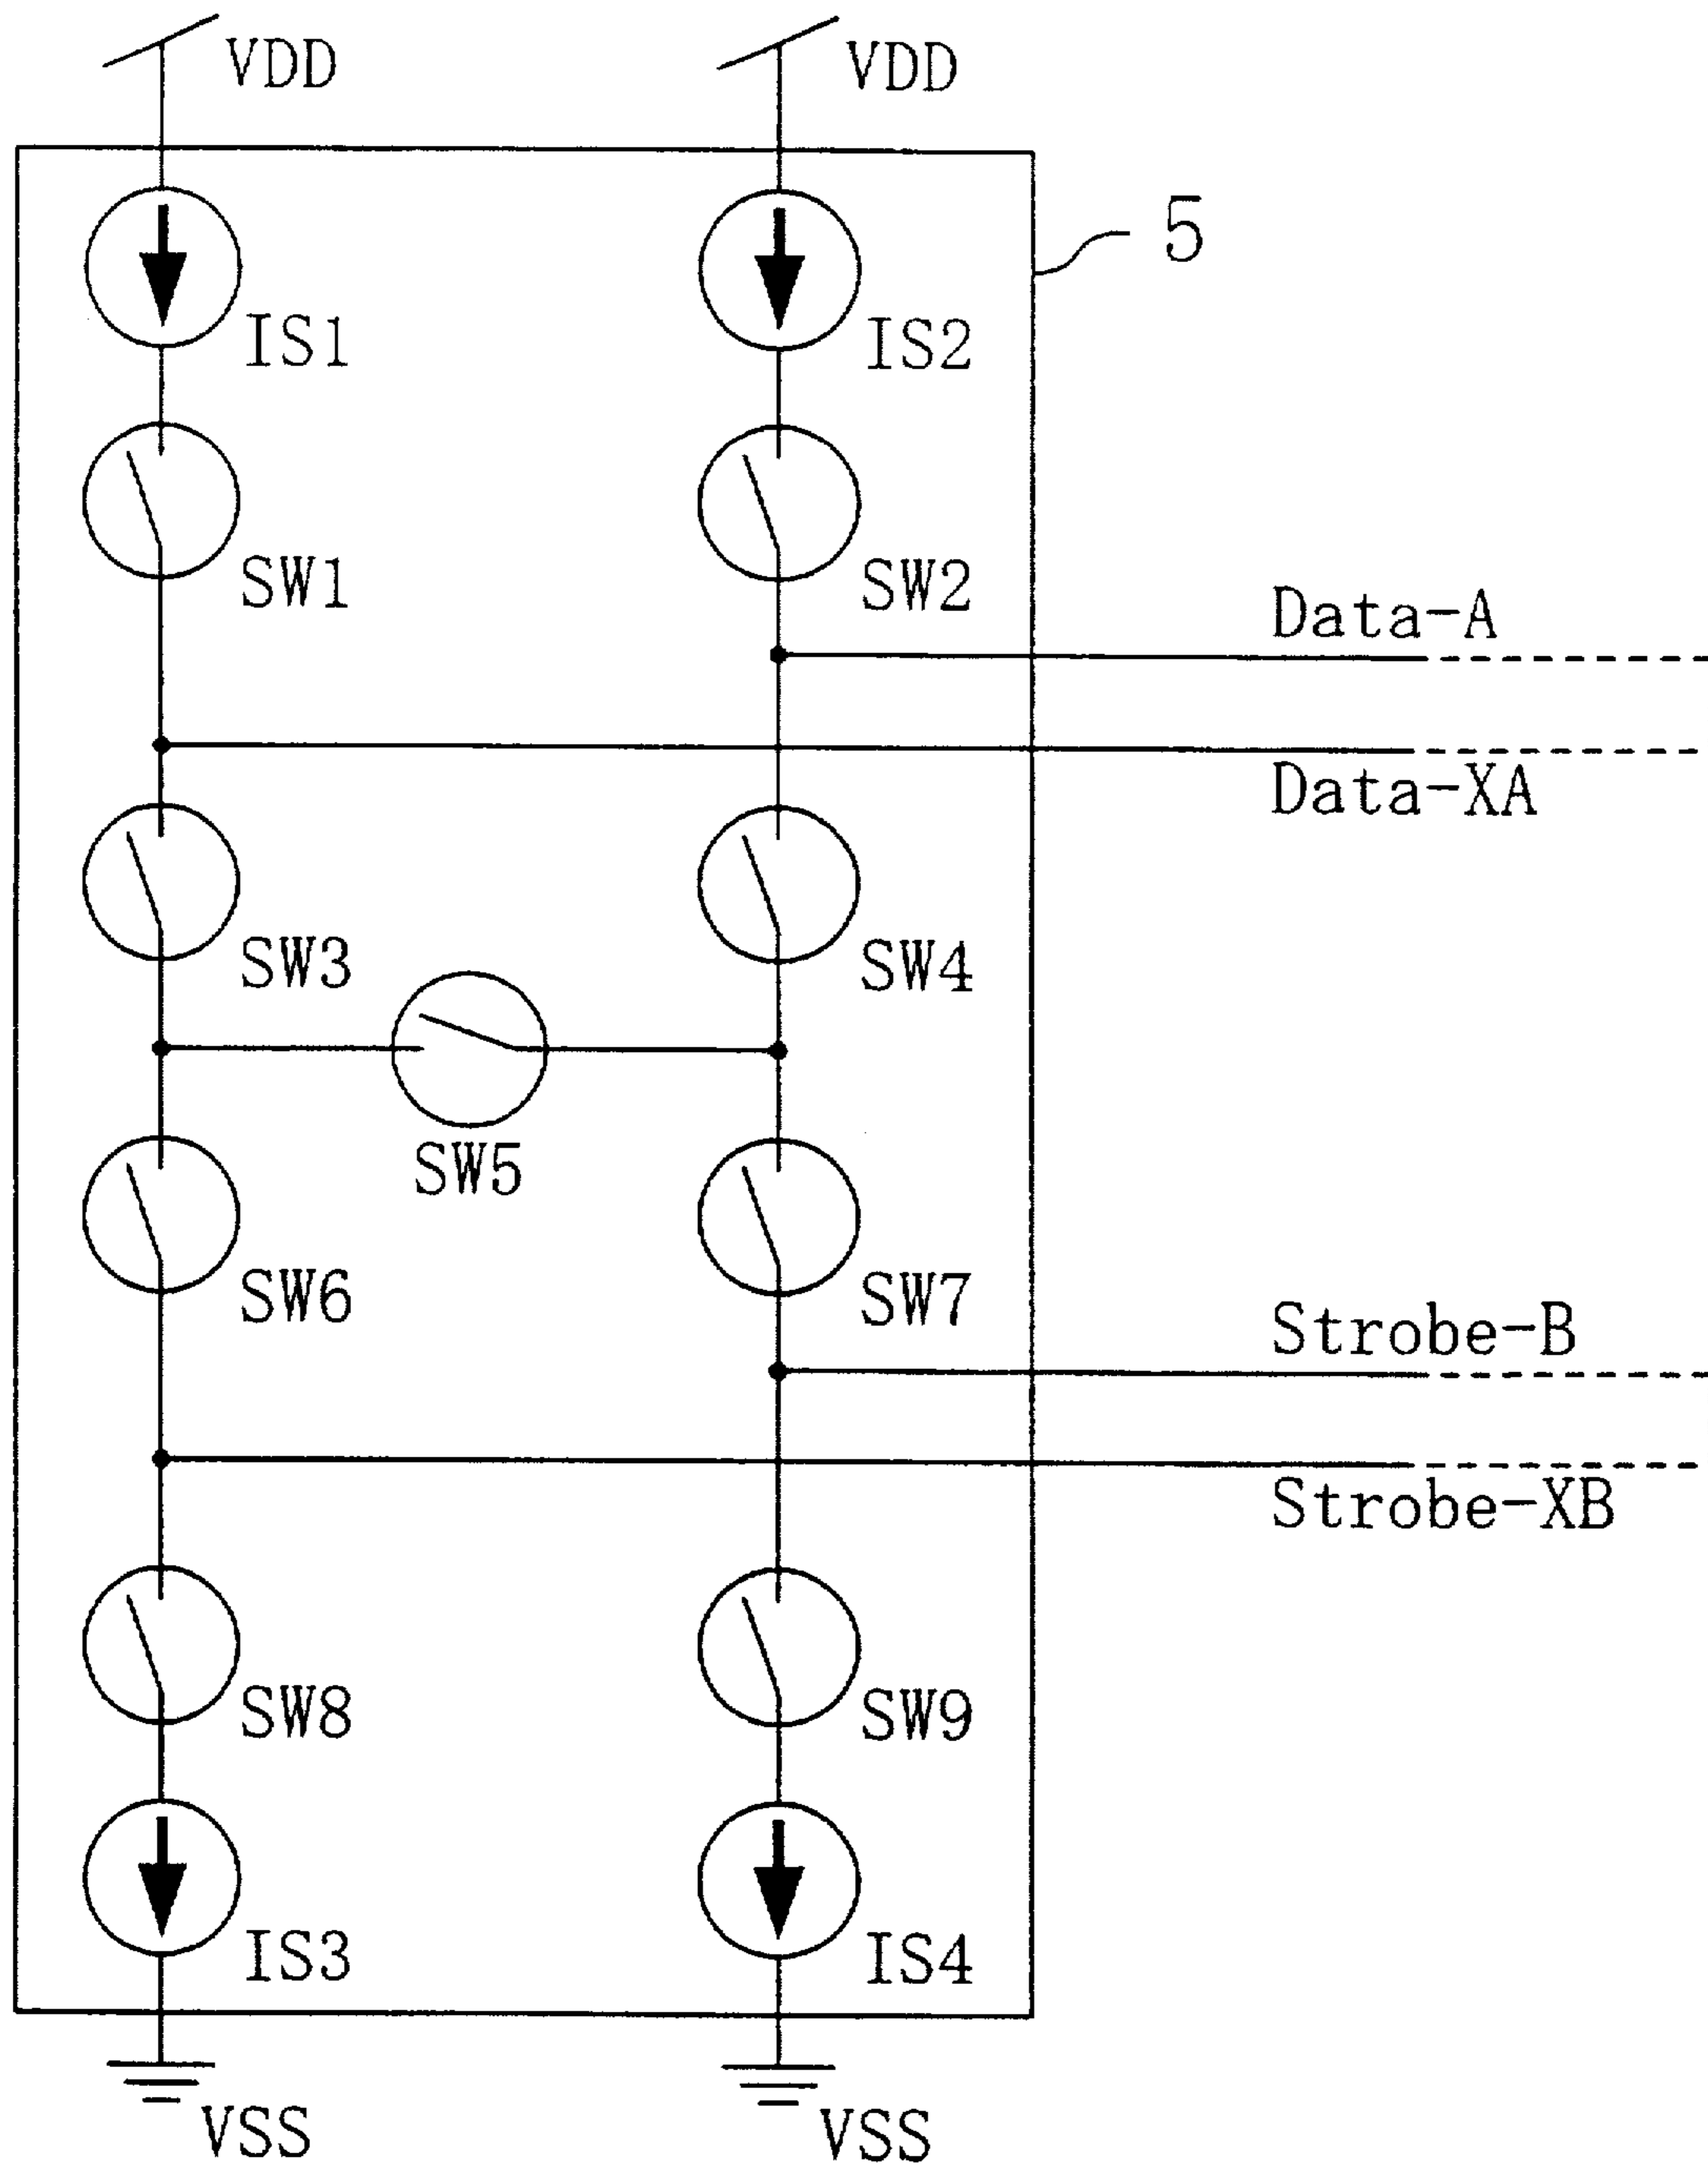 VDD
VDD
5
IS1
IS2
SW1
SW2
Data-A
Data-XA
SW3
SW4
SW5
SW6
SW7
Strobe-B
Strobe-XB
SW8
SW9
IS3
IS4
VSS
VSS